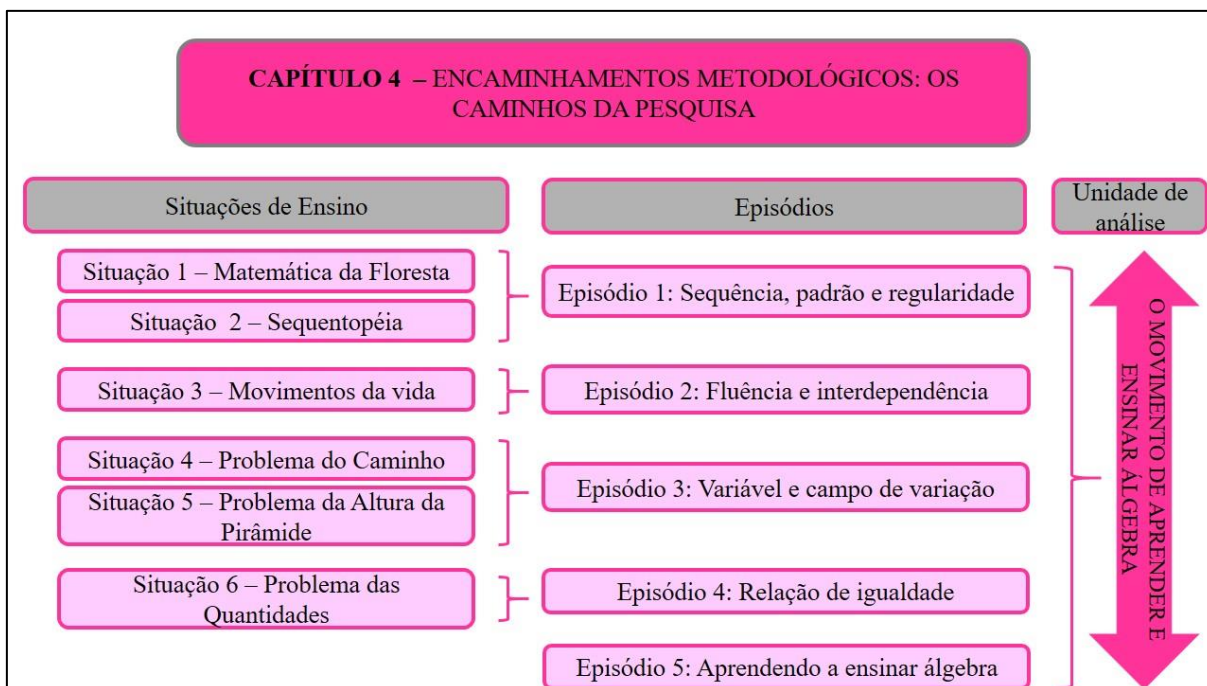 CAPÍTULO 4 – ENCAMINHAMENTOS METODOLÓGICOS: OS
CAMINHOS DA PESQUISA
Situações de Ensino
Episódios
Unidade de
análise
Situação 1 – Matemática da Floresta
Situação 2 – Sequentopéia
Episódio 1: Sequência, padrão e regularidade
Situação 3 – Movimentos da vida
Episódio 2: Fluência e interdependência
Situação 4 – Problema do Caminho
Situação 5 – Problema da Altura da
Pirâmide
Episódio 3: Variável e campo de variação
Situação 6 – Problema das
Quantidades
Episódio 4: Relação de igualdade
Episódio 5: Aprendendo a ensinar álgebra
O MOVIMENTO DE APRENDER E
ENSINAR ÁLGEBRA